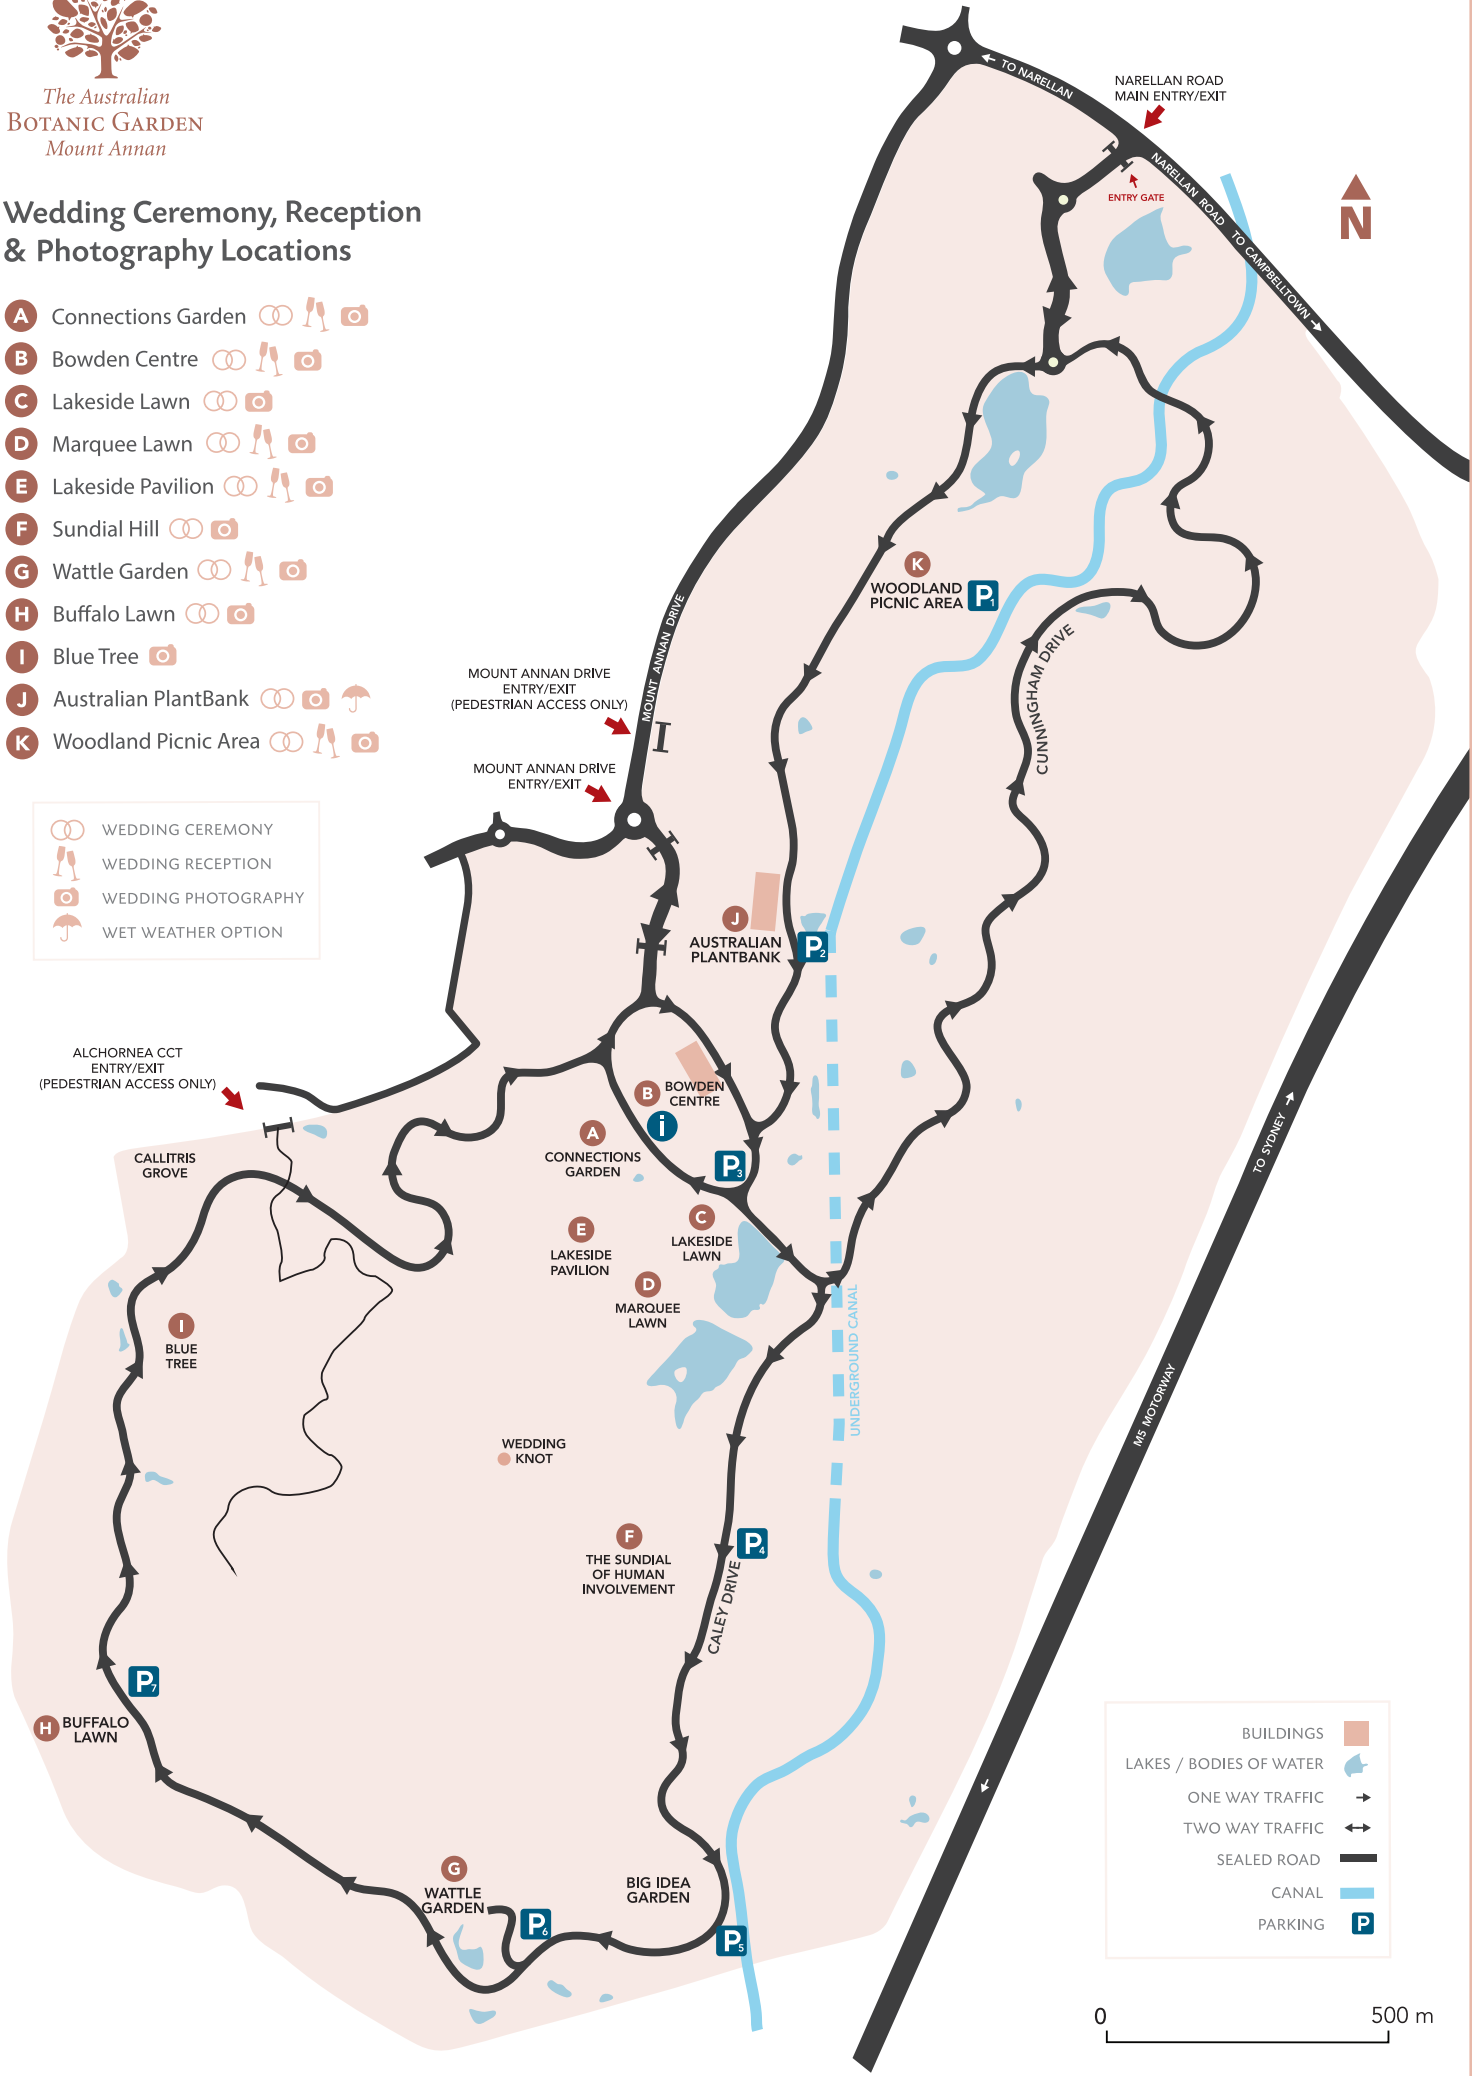 The Australian
BOTANIC GARDEN
Mount Annan
Wedding Ceremony, Reception
& Photography Locations
A Connections Garden
B Bowden Centre
C Lakeside Lawn
D Marquee Lawn
E Lakeside Pavilion
F Sundial Hill
G Wattle Garden
H Buffalo Lawn
I Blue Tree
J Australian PlantBank
K Woodland Picnic Area
WEDDING CEREMONY
WEDDING RECEPTION
WEDDING PHOTOGRAPHY
WET WEATHER OPTION
TO NARELLAN
NARELLAN ROAD
MAIN ENTRY/EXIT
ENTRY GATE
NARELLAN ROAD
TO CAMPBELLTOWN
N
K
WOODLAND
PICNIC AREA
P1
MOUNT ANNAN DRIVE
CUNNINGHAM DRIVE
MOUNT ANNAN DRIVE
ENTRY/EXIT
(PEDESTRIAN ACCESS ONLY)
MOUNT ANNAN DRIVE
ENTRY/EXIT
J
AUSTRALIAN
PLANTBANK
P2
ALCHORNEA CCT
ENTRY/EXIT
(PEDESTRIAN ACCESS ONLY)
B
BOWDEN
CENTRE
i
A
CONNECTIONS
GARDEN
P3
CALLITRIS
GROVE
C
LAKESIDE
LAWN
E
LAKESIDE
PAVILION
D
MARQUEE
LAWN
I
BLUE
TREE
UNDERGROUND CANAL
TO SYDNEY
M5 MOTORWAY
WEDDING
KNOT
F
THE SUNDIAL
OF HUMAN
INVOLVEMENT
P4
CALEY DRIVE
P7
H
BUFFALO
LAWN
G
WATTLE
GARDEN
P6
BIG IDEA
GARDEN
P5
BUILDINGS
LAKES / BODIES OF WATER
ONE WAY TRAFFIC
TWO WAY TRAFFIC
SEALED ROAD
CANAL
PARKING P
0 500 m